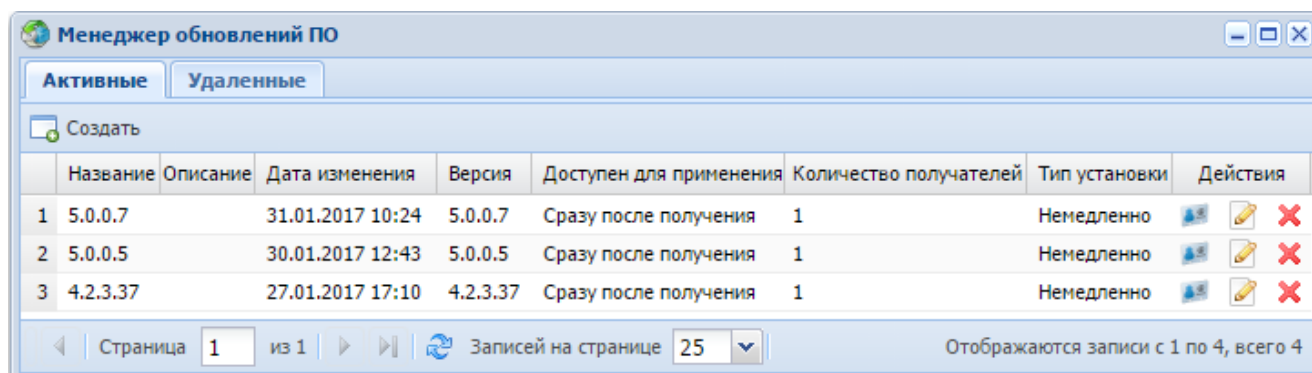 Менеджер обновлений ПО
Активные Удаленные
Создать
Название Описание Дата изменения Версия Доступен для применения Количество получателей Тип установки Действия
1 5.0.0.7 31.01.2017 10:24 5.0.0.7 Сразу после получения 1 Немедленно
2 5.0.0.5 30.01.2017 12:43 5.0.0.5 Сразу после получения 1 Немедленно
3 4.2.3.37 27.01.2017 17:10 4.2.3.37 Сразу после получения 1 Немедленно
Страница 1 из 1 Записей на странице 25 Отображаются записи с 1 по 4, всего 4